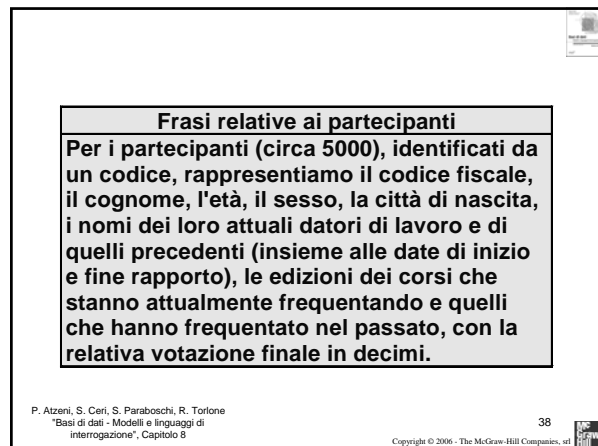 Frasi relative ai partecipanti
Per i partecipanti (circa 5000), identificati da
un codice, rappresentiamo il codice fiscale,
il cognome, l'età, il sesso, la città di nascita,
i nomi dei loro attuali datori di lavoro e di
quelli precedenti (insieme alle date di inizio
e fine rapporto), le edizioni dei corsi che
stanno attualmente frequentando e quelli
che hanno frequentato nel passato, con la
relativa votazione finale in decimi.
P. Atzeni, S. Ceri, S. Paraboschi, R. Torlone
"Basi di dati - Modelli e linguaggi di
interrogazione", Capitolo 8
38
Copyright © 2006 - The McGraw-Hill Companies, srl